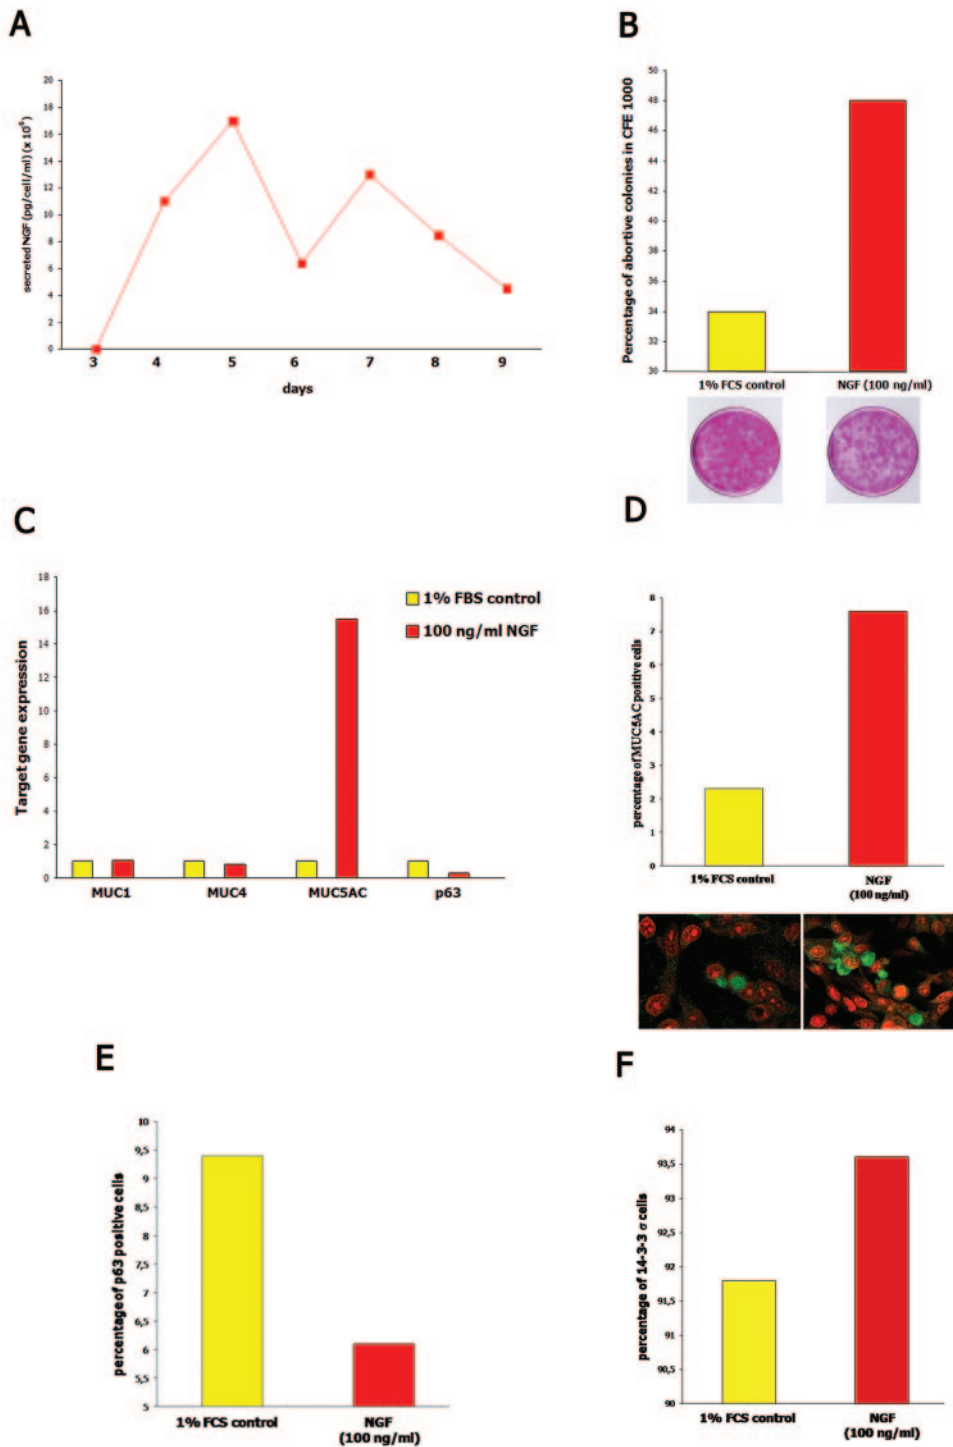 A
secreted NGF (pg/cell/ml) (x 10⁵)
20
18
16
14
12
10
8
6
4
2
0
3 4 5 6 7 8 9
days
B
Percentage of abortive colonies in CFE 1000
50
48
46
44
42
40
38
36
34
32
30
1% FCS control NGF (100 ng/ml)
C
Target gene expression
18
16
14
12
10
8
6
4
2
0
1% FBS control
100 ng/ml NGF
MUC1 MUC4 MUC5AC p63
D
percentage of MUC5AC positive cells
8
7
6
5
4
3
2
1
0
1% FCS control NGF
(100 ng/ml)
E
percentage of p63 positive cells
10
9,5
9
8,5
8
7,5
7
6,5
6
5,5
5
1% FCS control NGF
(100 ng/ml)
F
percentage of 14-3-3 σ cells
94
93,5
93
92,5
92
91,5
91
90,5
90
1% FCS control NGF
(100 ng/ml)